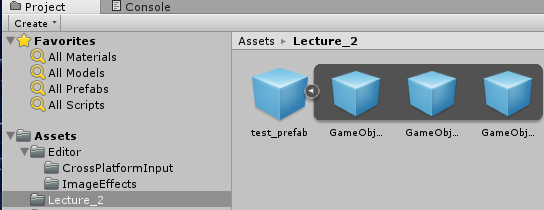 Project
Console
Create
Favorites
All Materials
All Models
All Prefabs
All Scripts
Assets
Editor
CrossPlatformInput
ImageEffects
Lecture_2
Assets ▸ Lecture_2
test_prefab GameObj... GameObj... GameObj...